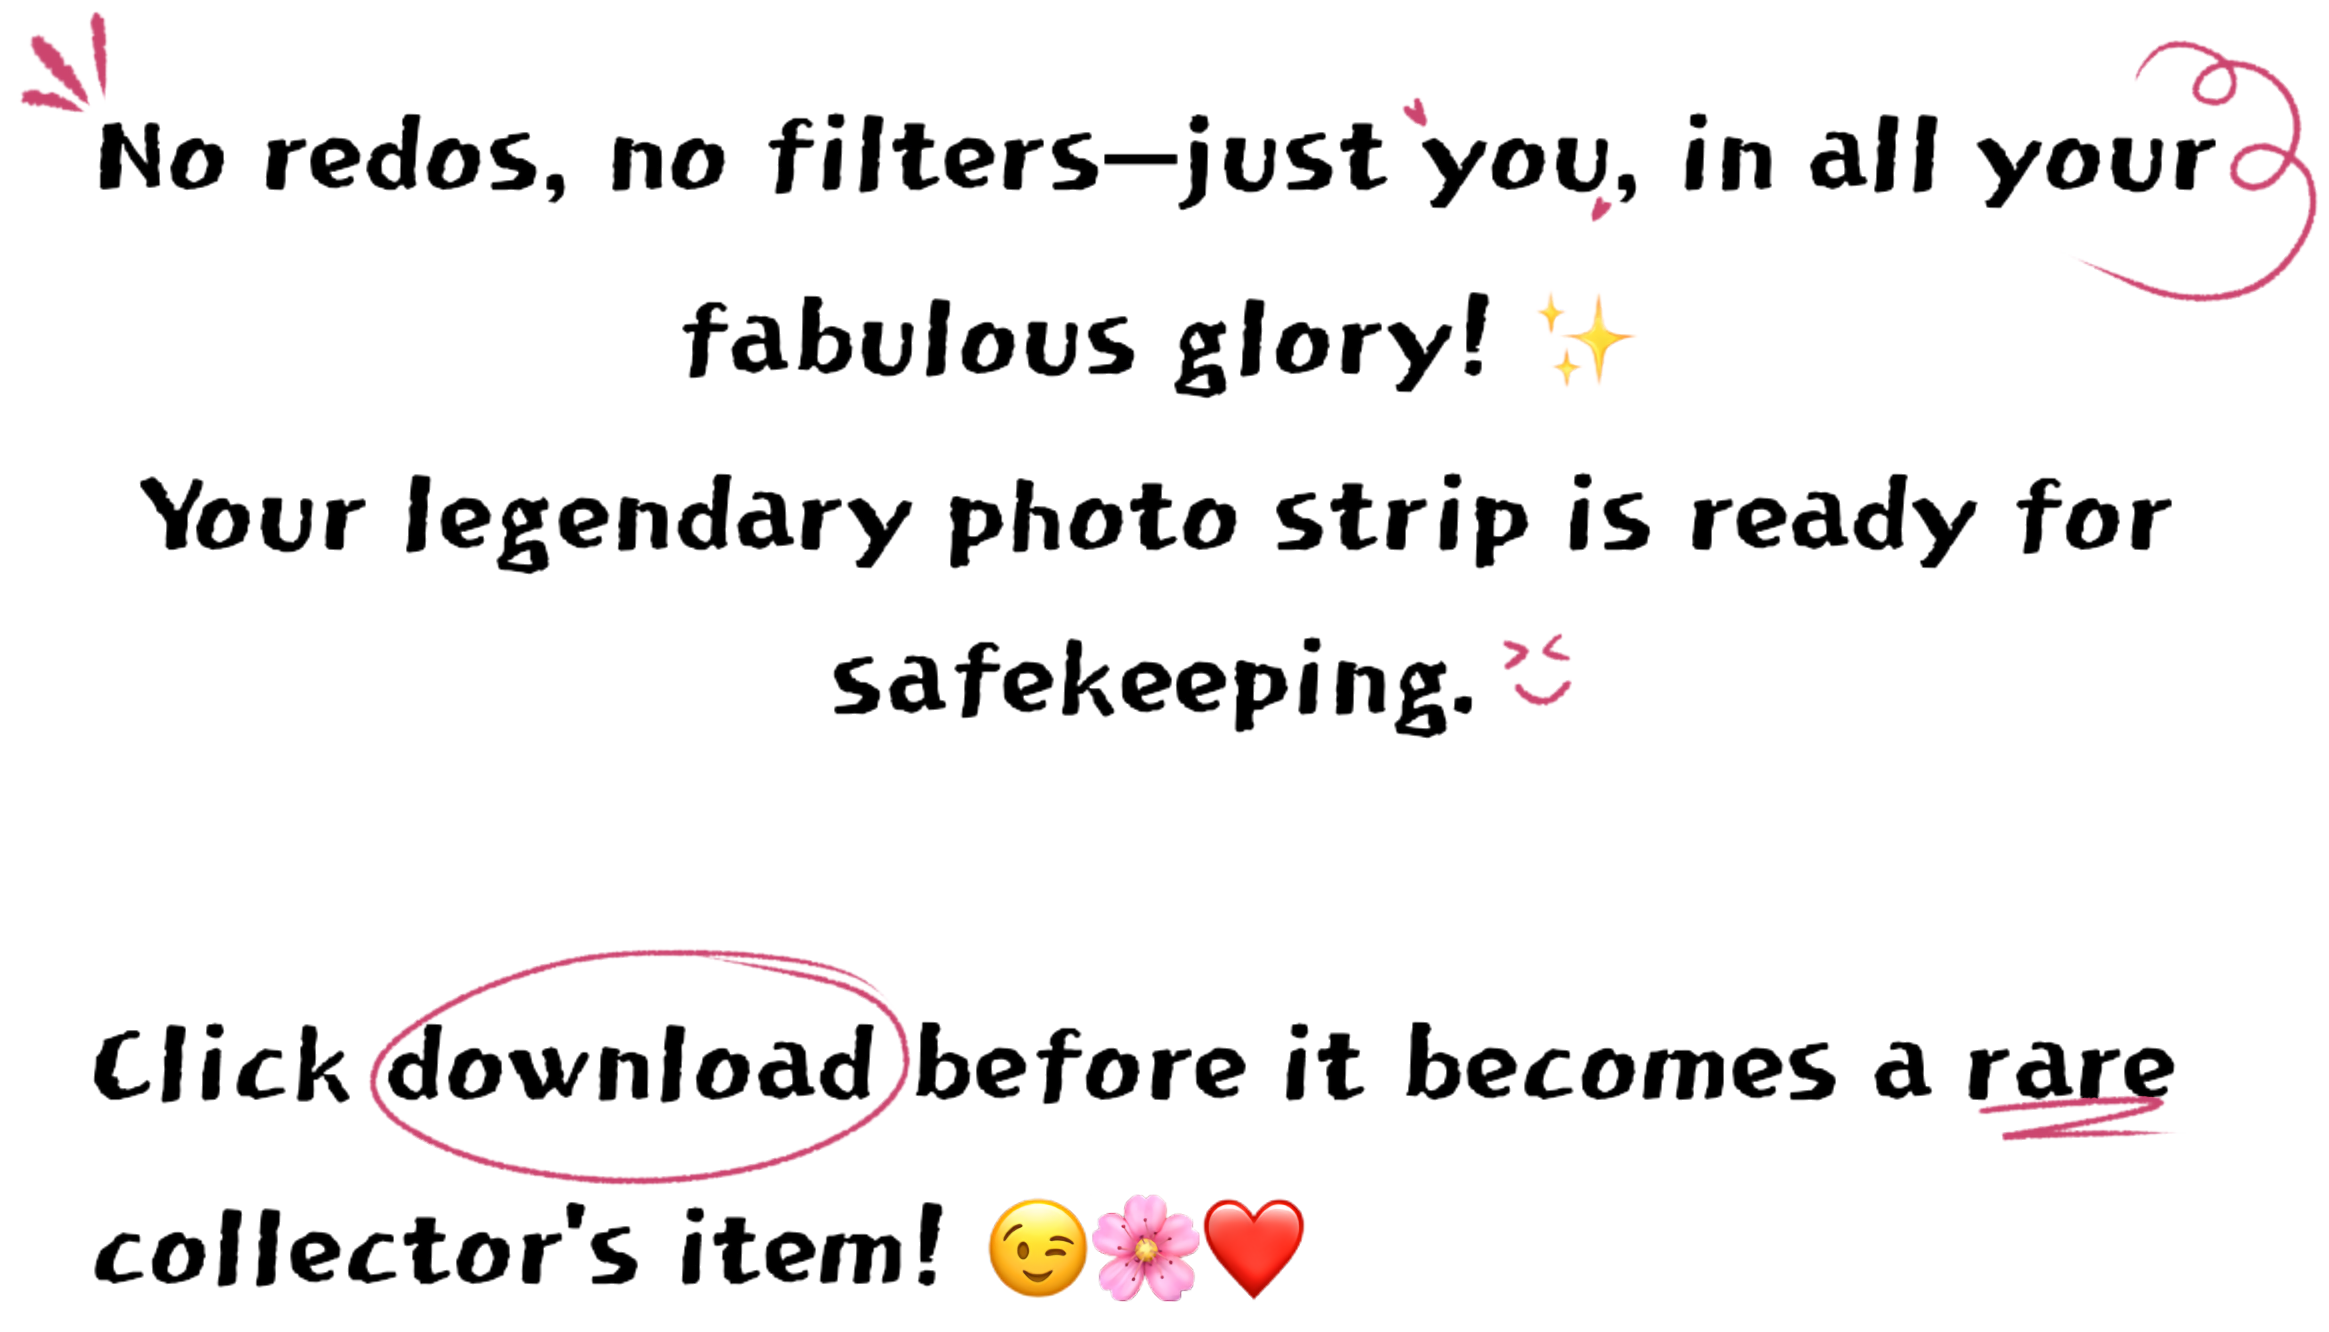 No redos, no filters—just you, in all your
fabulous glory! ✨
Your legendary photo strip is ready for
safekeeping.
Click download before it becomes a rare
collector's item! 😉🌸❤️